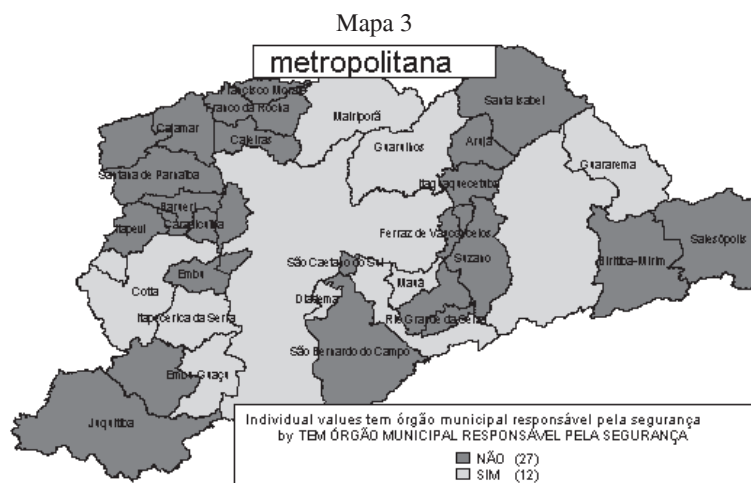 Mapa 3
metropolitana
Francisco Morato
Franco da Rocha
Santa Isabel
Mairiporã
Cajamar
Caieiras
Guarulhos
Arujá
Guararema
Santana de Parnaíba
Itaquaquecetuba
Barueri
Carapicuíba
Itapevi
Ferraz de Vasconcelos
Salesópolis
Suzano
Biritiba-Mirim
São Caetano do Sul
Embu
Mauá
Cotia
Diadema
Itapecerica da Serra
Rio Grande da Serra
São Bernardo do Campo
Embu-Guaçu
Juquitiba
Individual values tem órgão municipal responsável pela segurança
by TEM ÓRGÃO MUNICIPAL RESPONSÁVEL PELA SEGURANÇA
NÃO (27)
SIM (12)